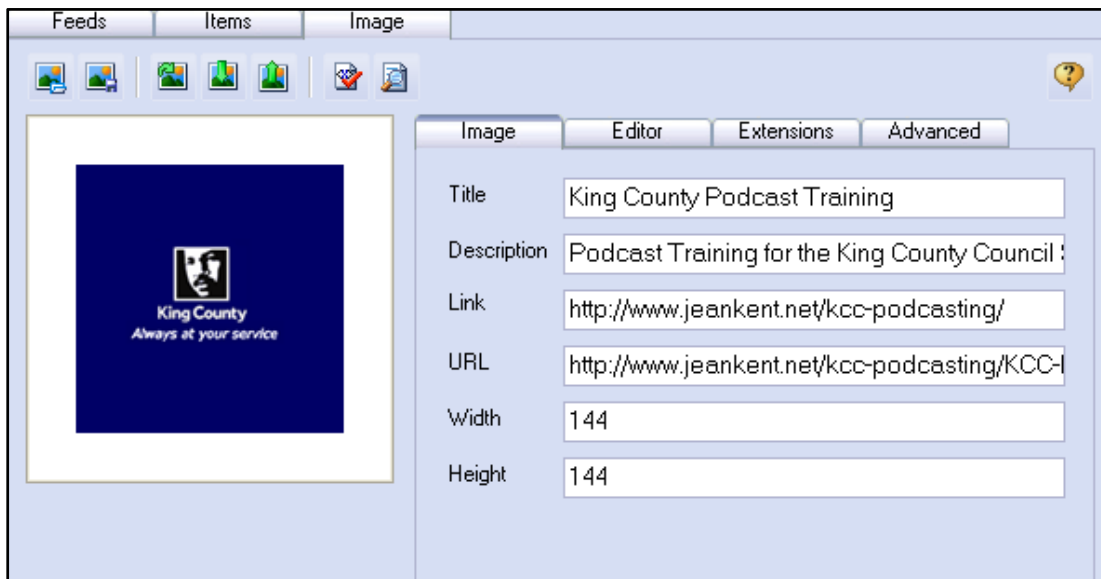 Feeds Items Image
Image Editor Extensions Advanced
King County
Always at your service
Title King County Podcast Training
Description Podcast Training for the King County Council
Link http://www.jeankent.net/kcc-podcasting/
URL http://www.jeankent.net/kcc-podcasting/KCC-
Width 144
Height 144